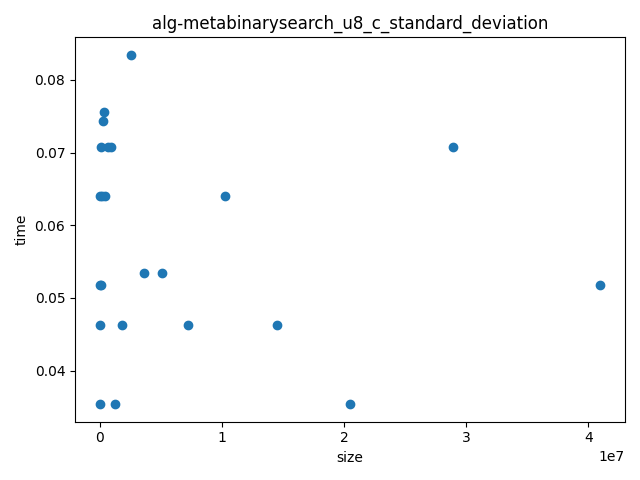 alg-metabinarysearch_u8_c_standard_deviation
0.08
0.07
0.06
0.05
0.04
time
0 1 2 3 4
1e7
size